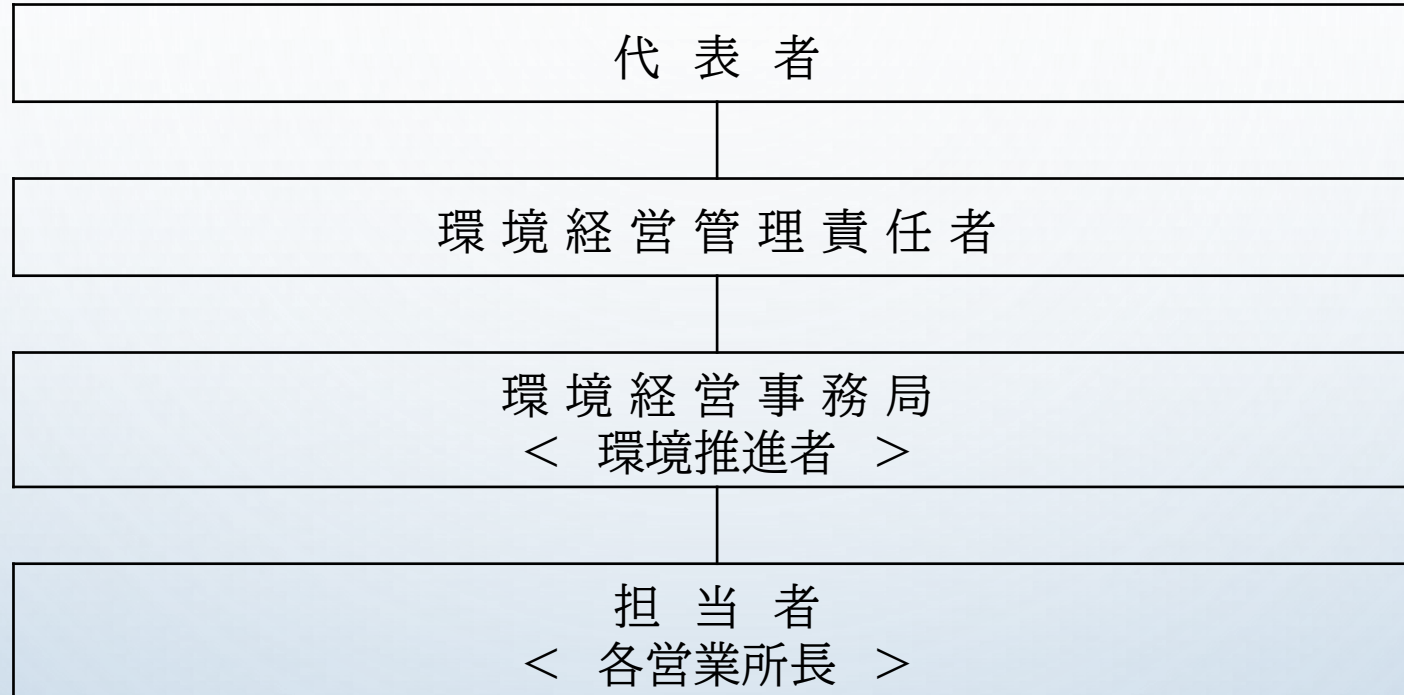 代 表 者
環 境 経 営 管 理 責 任 者
環 境 経 営 事 務 局
＜ 環境推進者 ＞
担 当 者
＜ 各営業所長 ＞